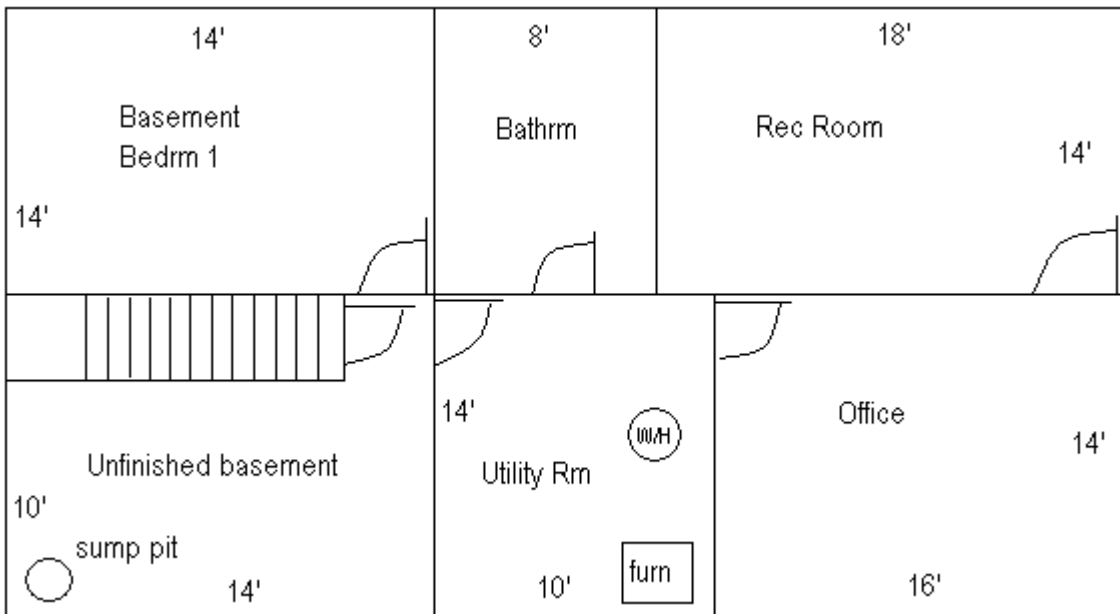 14'
8'
18'
Basement
Bedrm 1
Bathrm
Rec Room
14'
14'
14'
W/H
Office
14'
Unfinished basement
Utility Rm
10'
sump pit
14'
10'
furn
16'